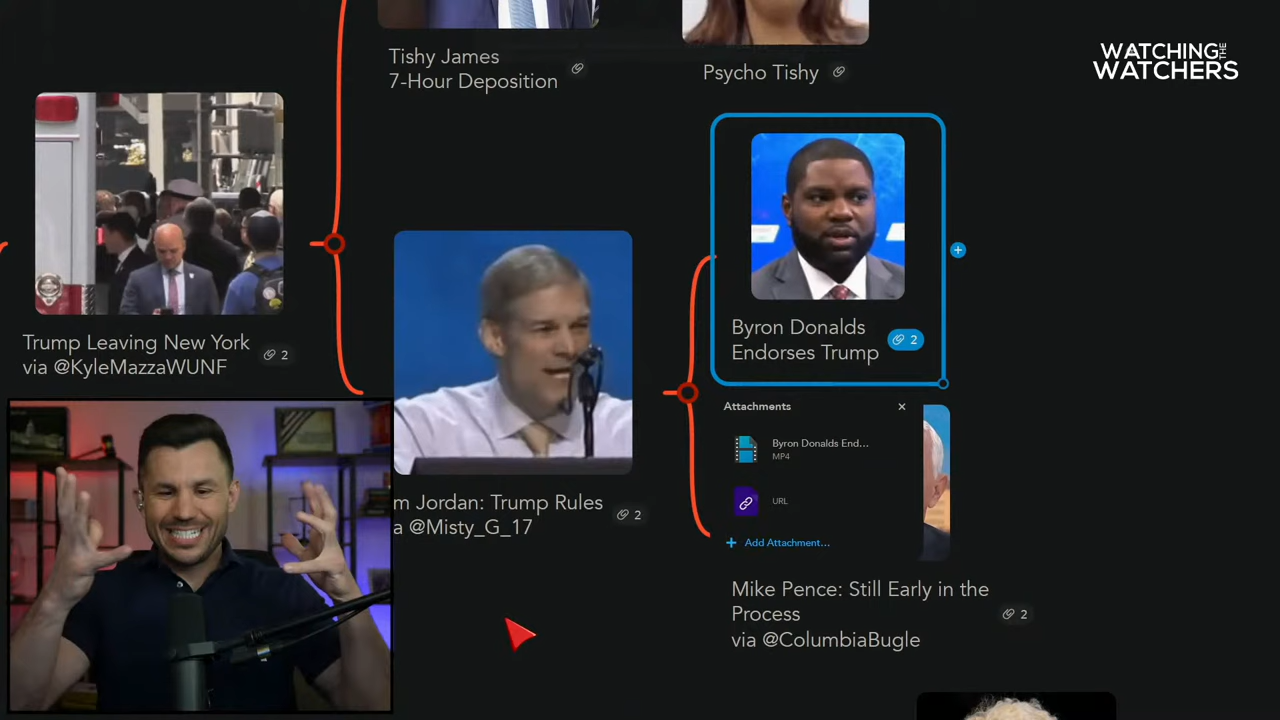 Tishy James
7-Hour Deposition
Psycho Tishy
WATCHING THE
WATCHERS
Trump Leaving New York
via @KyleMazzaWUNF
2
Byron Donalds
Endorses Trump
2
Attachments
Byron Donalds End...
MP4
URL
Add Attachment...
m Jordan: Trump Rules
a @Misty_G_17
2
Mike Pence: Still Early in the
Process
via @ColumbiaBugle
2